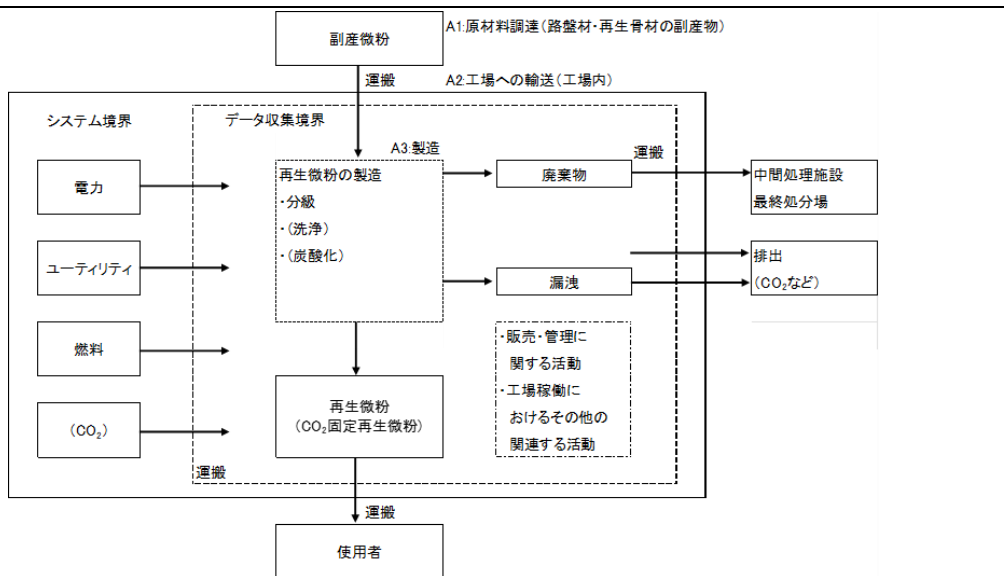 副産微粉
A1:原材料調達(路盤材・再生骨材の副産物)
運搬
A2:工場への輸送(工場内)
システム境界
データ収集境界
A3:製造
運搬
電力
再生微粉の製造
・分級
・(洗浄)
・(炭酸化)
廃棄物
中間処理施設
最終処分場
ユーティリティ
漏洩
排出
(CO₂など)
燃料
・販売・管理に
関する活動
・工場稼働に
おけるその他の
関連する活動
(CO₂)
再生微粉
(CO₂固定再生微粉)
運搬
運搬
使用者